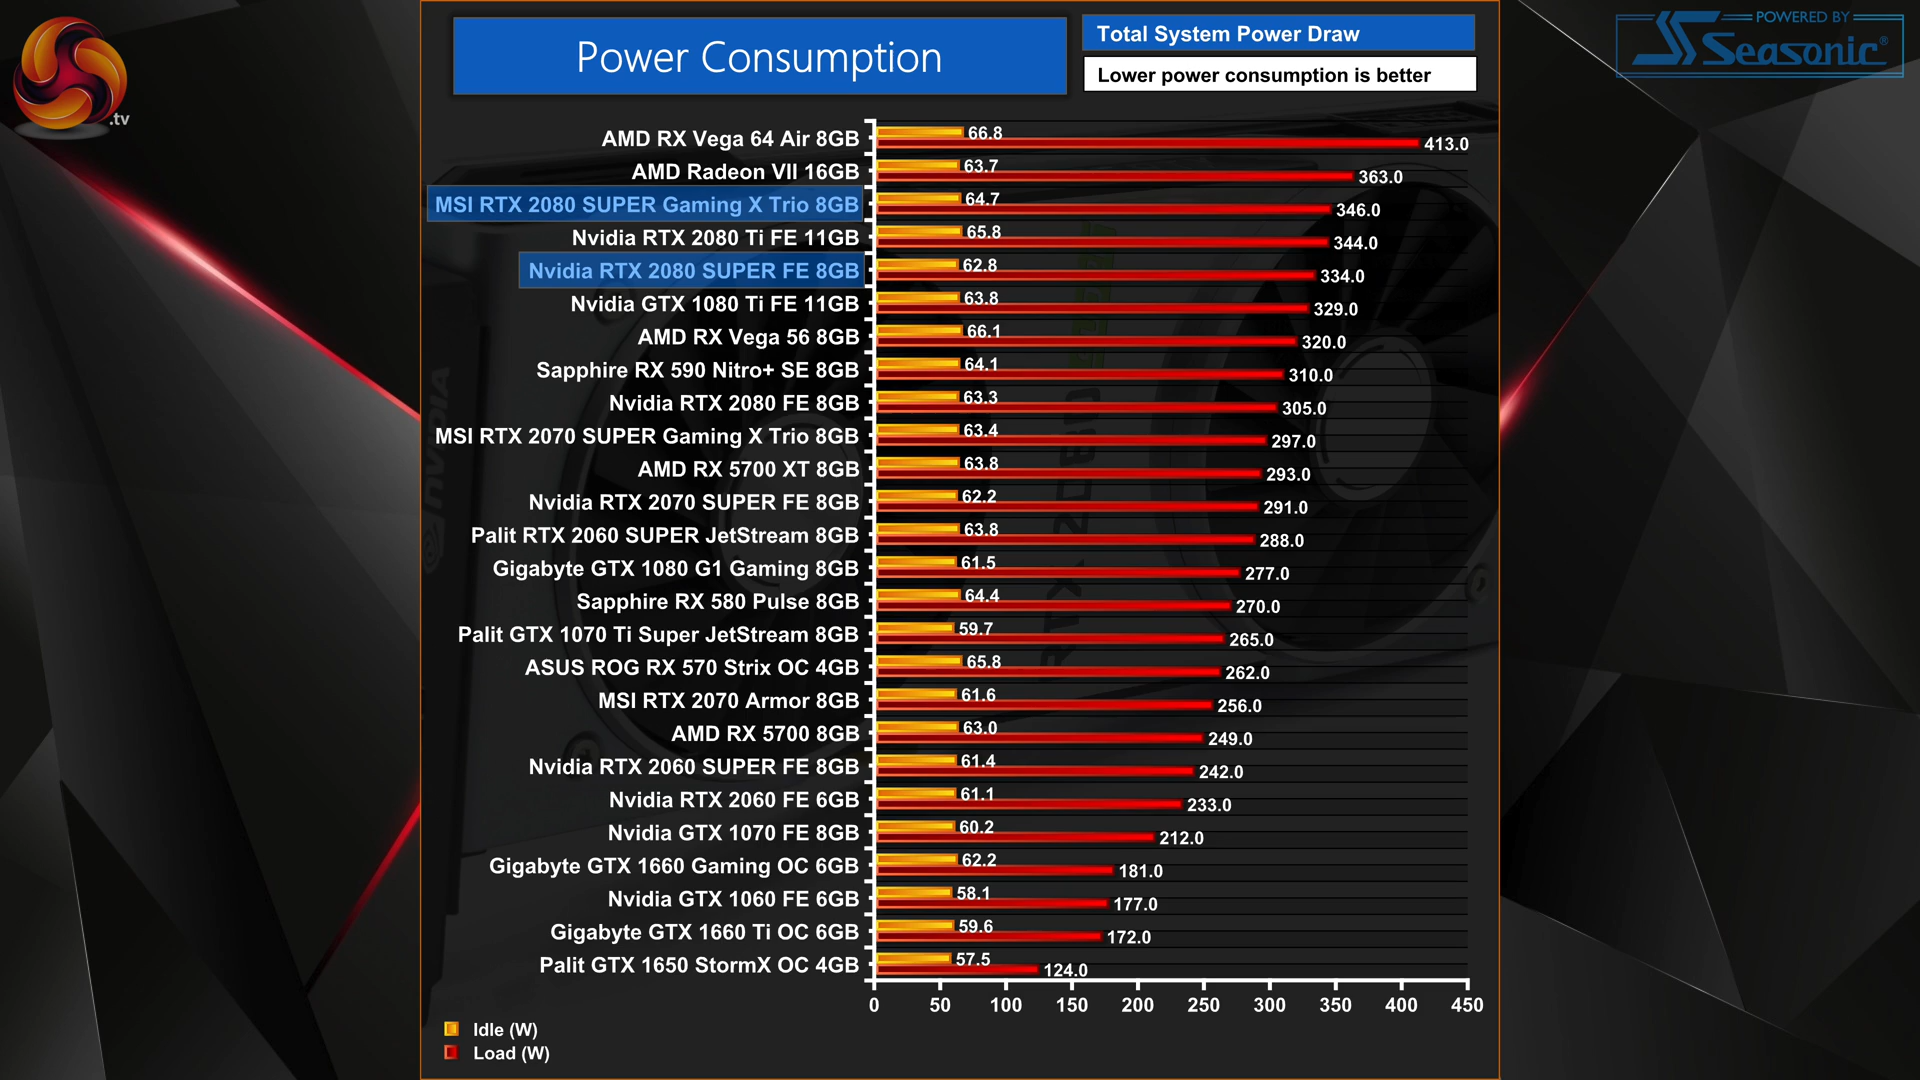 .tv
Power Consumption
Total System Power Draw
Lower power consumption is better
POWERED BY
Seasonic®
AMD RX Vega 64 Air 8GB 66.8 413.0
AMD Radeon VII 16GB 63.7 363.0
MSI RTX 2080 SUPER Gaming X Trio 8GB 64.7 346.0
Nvidia RTX 2080 Ti FE 11GB 65.8 344.0
Nvidia RTX 2080 SUPER FE 8GB 62.8 334.0
Nvidia GTX 1080 Ti FE 11GB 63.8 329.0
AMD RX Vega 56 8GB 66.1 320.0
Sapphire RX 590 Nitro+ SE 8GB 64.1 310.0
Nvidia RTX 2080 FE 8GB 63.3 305.0
MSI RTX 2070 SUPER Gaming X Trio 8GB 63.4 297.0
AMD RX 5700 XT 8GB 63.8 293.0
Nvidia RTX 2070 SUPER FE 8GB 62.2 291.0
Palit RTX 2060 SUPER JetStream 8GB 63.8 288.0
Gigabyte GTX 1080 G1 Gaming 8GB 61.5 277.0
Sapphire RX 580 Pulse 8GB 64.4 270.0
Palit GTX 1070 Ti Super JetStream 8GB 59.7 265.0
ASUS ROG RX 570 Strix OC 4GB 65.8 262.0
MSI RTX 2070 Armor 8GB 61.6 256.0
AMD RX 5700 8GB 63.0 249.0
Nvidia RTX 2060 SUPER FE 8GB 61.4 242.0
Nvidia RTX 2060 FE 6GB 61.1 233.0
Nvidia GTX 1070 FE 8GB 60.2 212.0
Gigabyte GTX 1660 Gaming OC 6GB 62.2 181.0
Nvidia GTX 1060 FE 6GB 58.1 177.0
Gigabyte GTX 1660 Ti OC 6GB 59.6 172.0
Palit GTX 1650 StormX OC 4GB 57.5 124.0
0 50 100 150 200 250 300 350 400 450
Idle (W)
Load (W)
NVIDIA